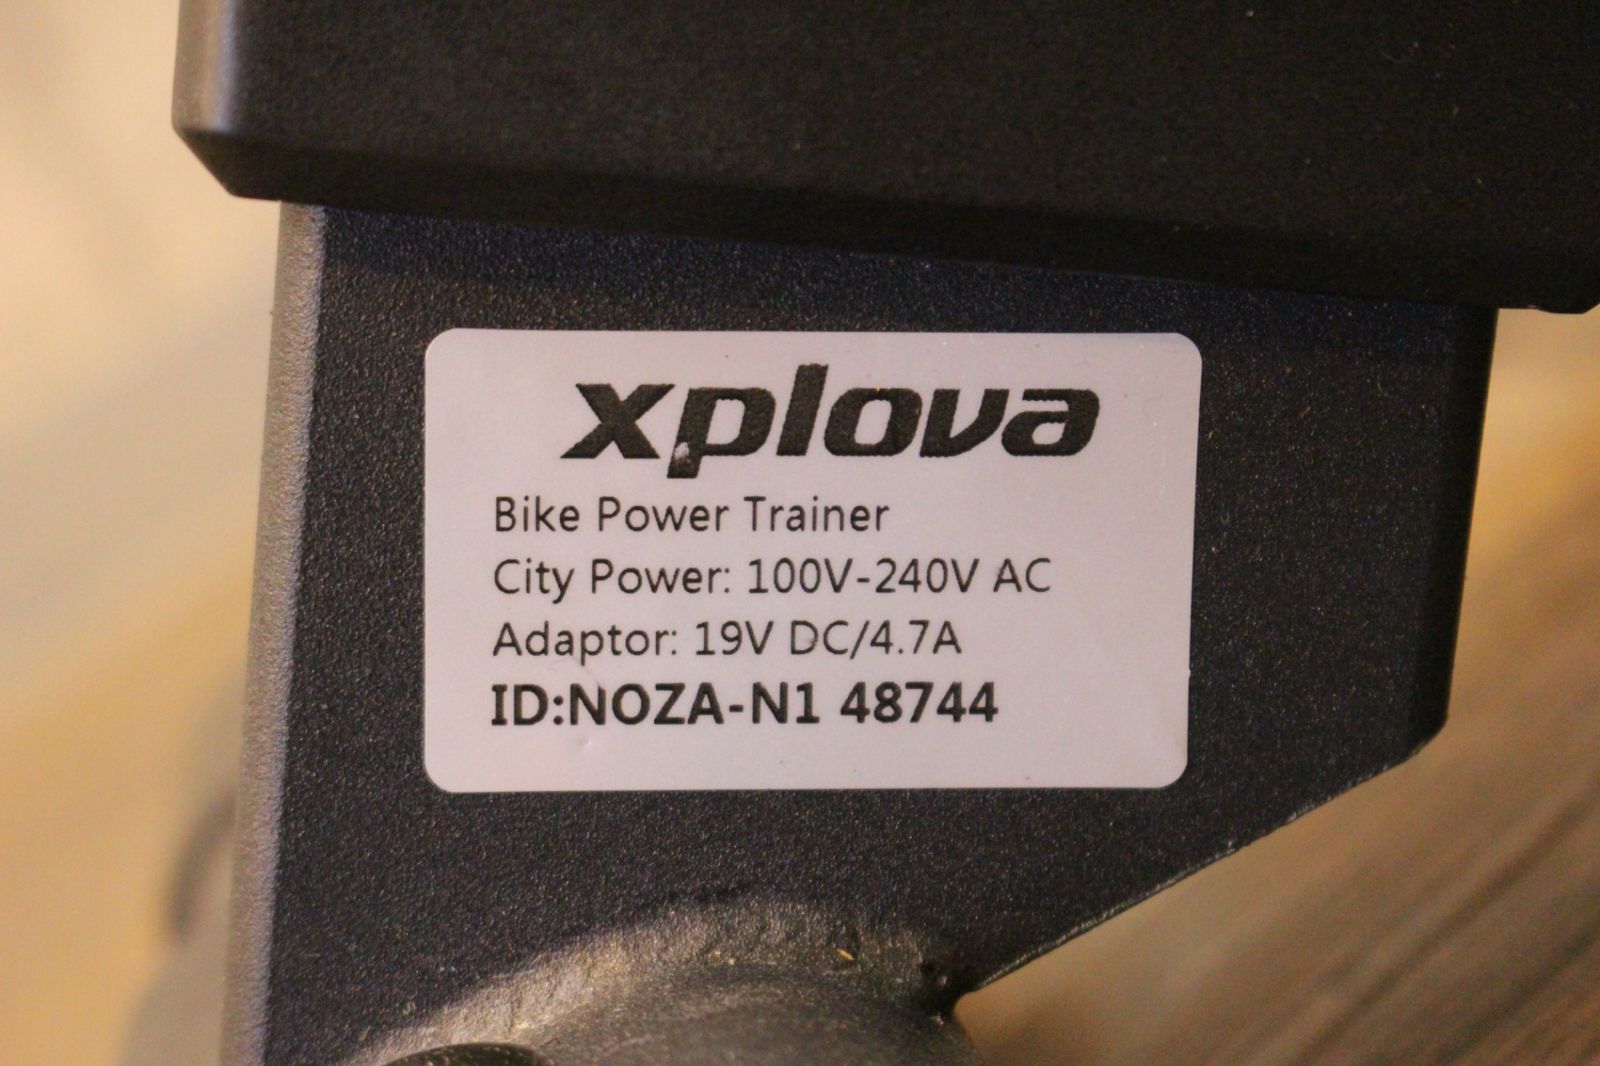 xplova
Bike Power Trainer
City Power: 100V-240V AC
Adaptor: 19V DC/4.7A
ID:NOZA-N1 48744